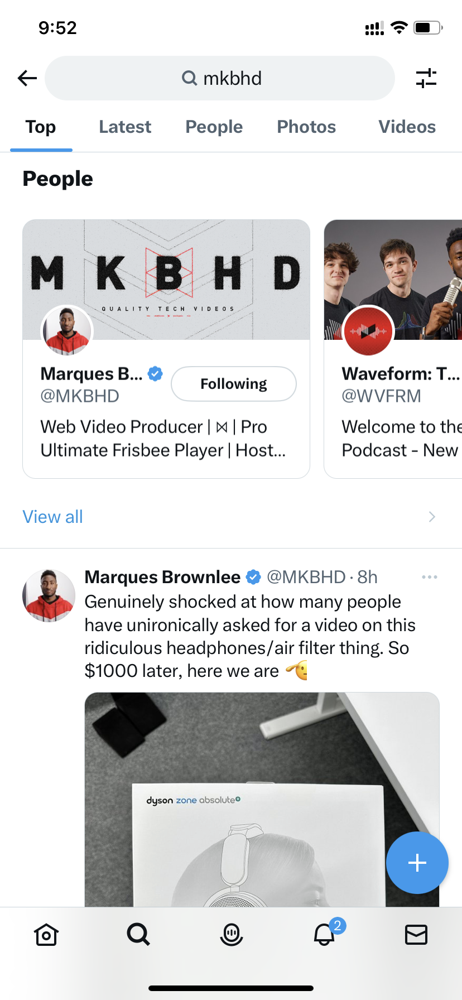 9:52
mkbhd
Top Latest People Photos Videos
People
M K B H D
QUALITY TECH VIDEOS
Marques B...
Following
@MKBHD
Web Video Producer | ⋈ | Pro
Ultimate Frisbee Player | Host...
Waveform: T...
@WVFRM
Welcome to the
Podcast - New
View all
Marques Brownlee @MKBHD · 8h
Genuinely shocked at how many people
have unironically asked for a video on this
ridiculous headphones/air filter thing. So
$1000 later, here we are
dyson zone absolute+
2